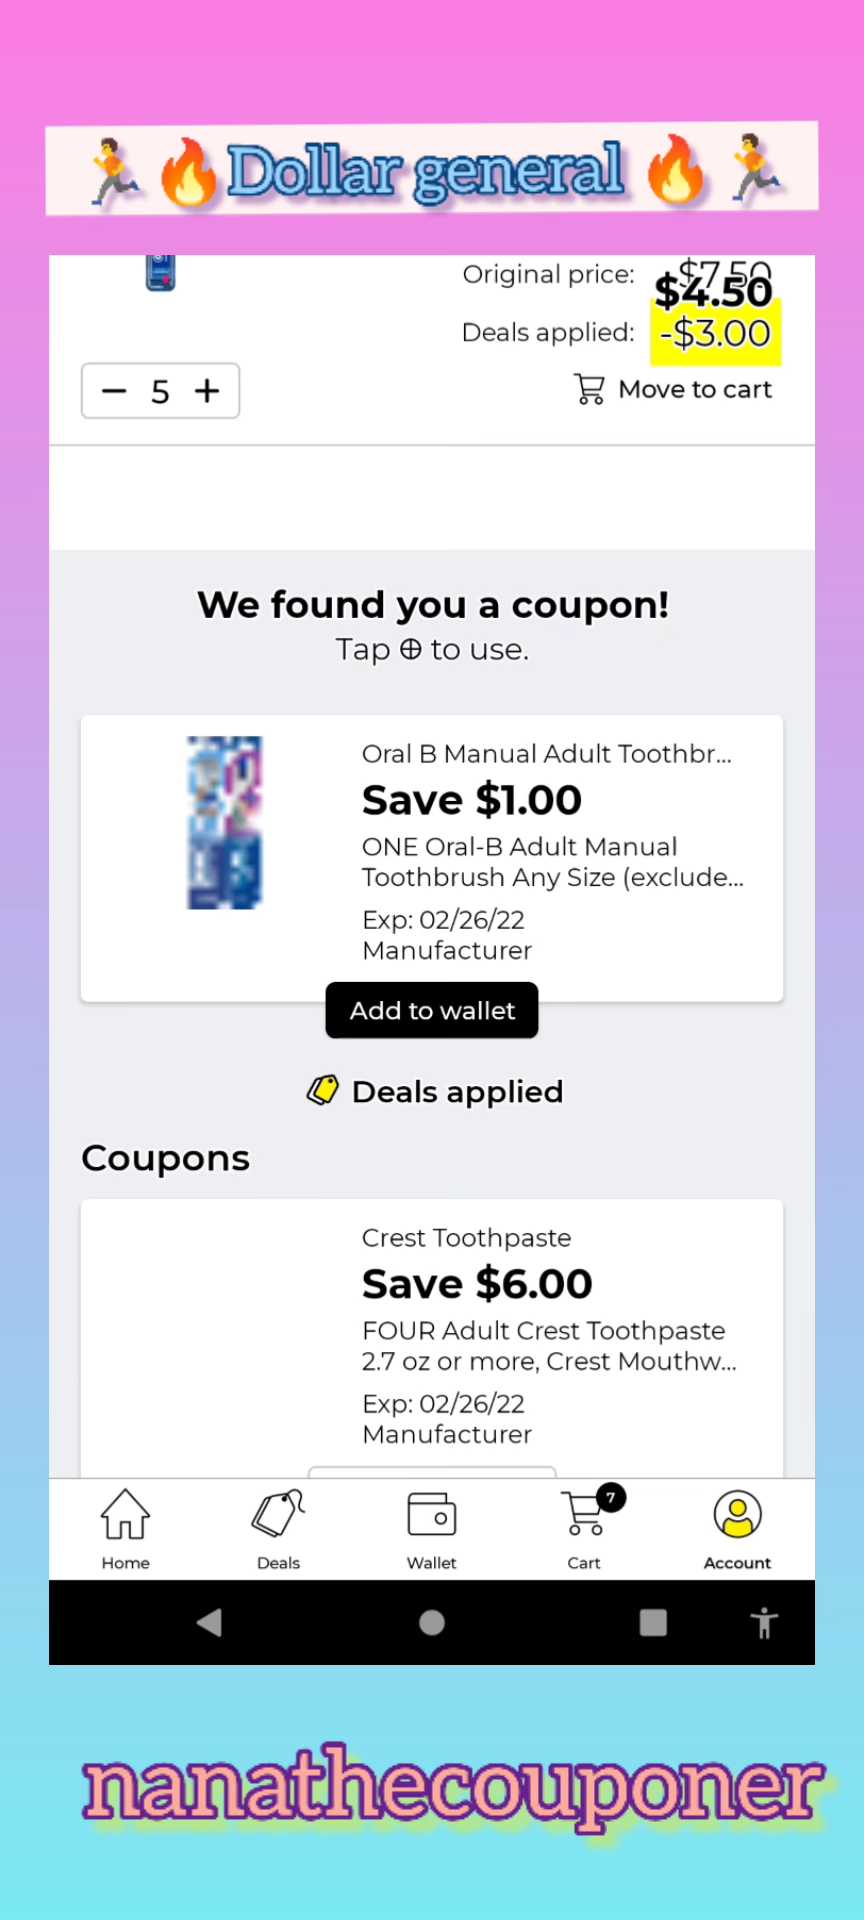 Dollar general
Original price: $7.50
$4.50
Deals applied: -$3.00
− 5 +
Move to cart
We found you a coupon!
Tap ⊕ to use.
Oral B Manual Adult Toothbr...
Save $1.00
ONE Oral-B Adult Manual
Toothbrush Any Size (exclude...
Exp: 02/26/22
Manufacturer
Add to wallet
Deals applied
Coupons
Crest Toothpaste
Save $6.00
FOUR Adult Crest Toothpaste
2.7 oz or more, Crest Mouthw...
Exp: 02/26/22
Manufacturer
7
Home Deals Wallet Cart Account
nanathecouponer